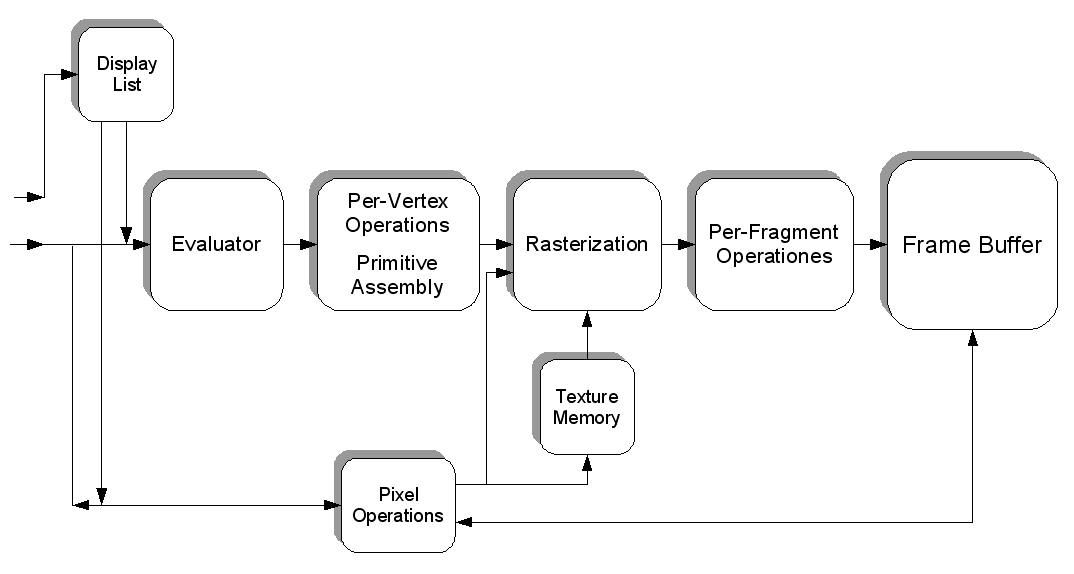 Display
List
Evaluator
Per-Vertex
Operations
Primitive
Assembly
Rasterization
Per-Fragment
Operationes
Frame Buffer
Texture
Memory
Pixel
Operations